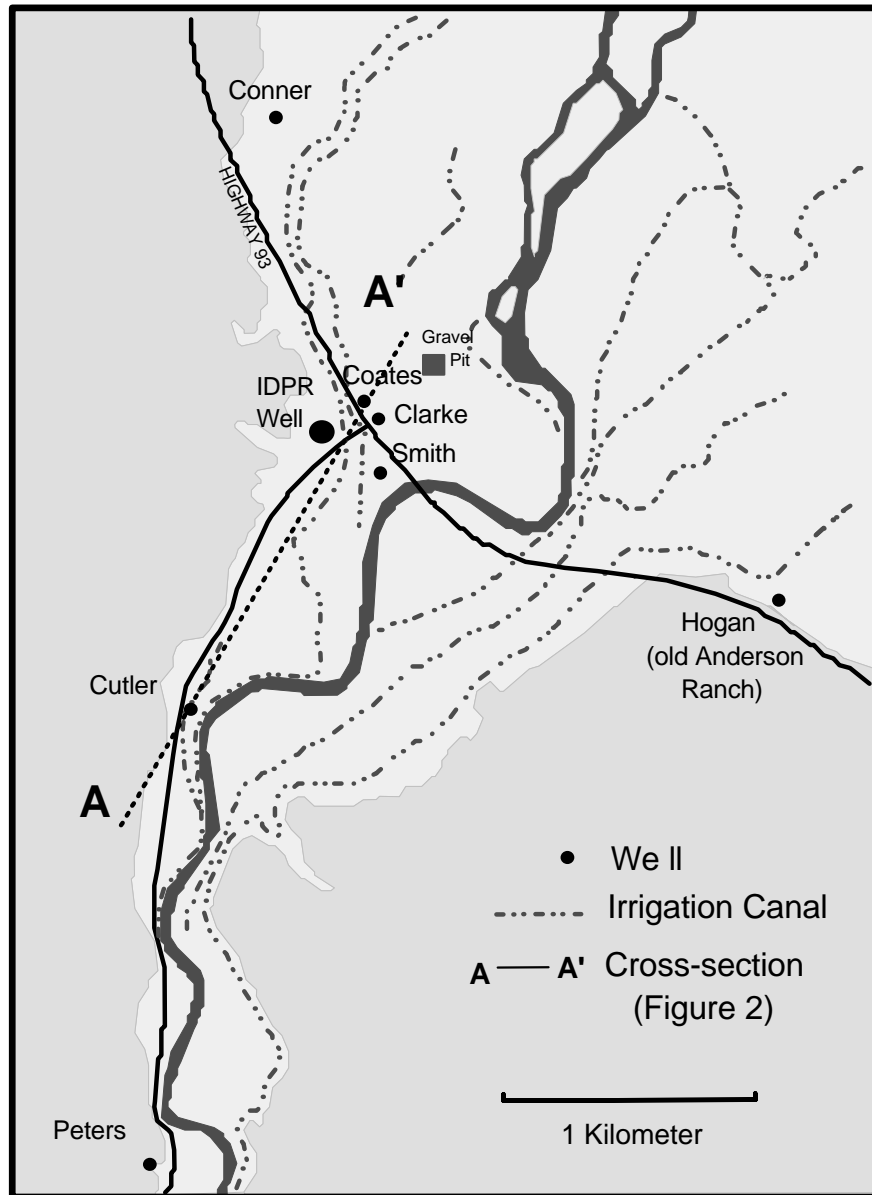 Conner
HIGHWAY 93
A'
Gravel
Pit
Coates
IDPR
Well
Clarke
Smith
Hogan
(old Anderson
Ranch)
Cutler
A
We ll
Irrigation Canal
A A' Cross-section
(Figure 2)
1 Kilometer
Peters